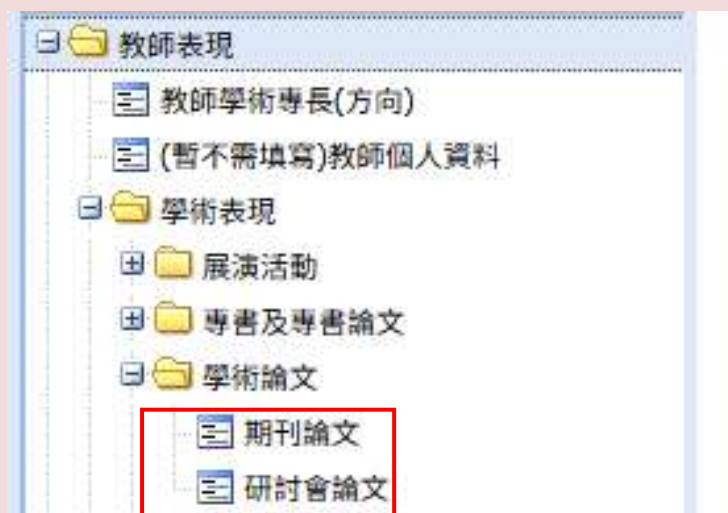 教師表現
教師學術專長(方向)
(暫不需填寫)教師個人資料
學術表現
展演活動
專書及專書論文
學術論文
期刊論文
研討會論文